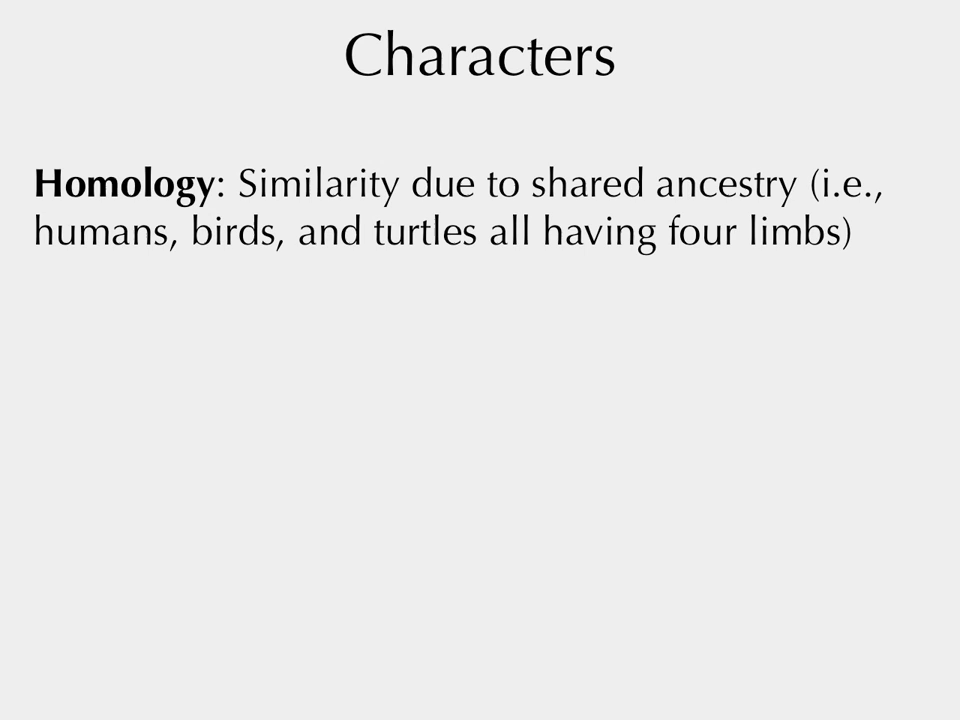 Characters
Homology: Similarity due to shared ancestry (i.e.,
humans, birds, and turtles all having four limbs)